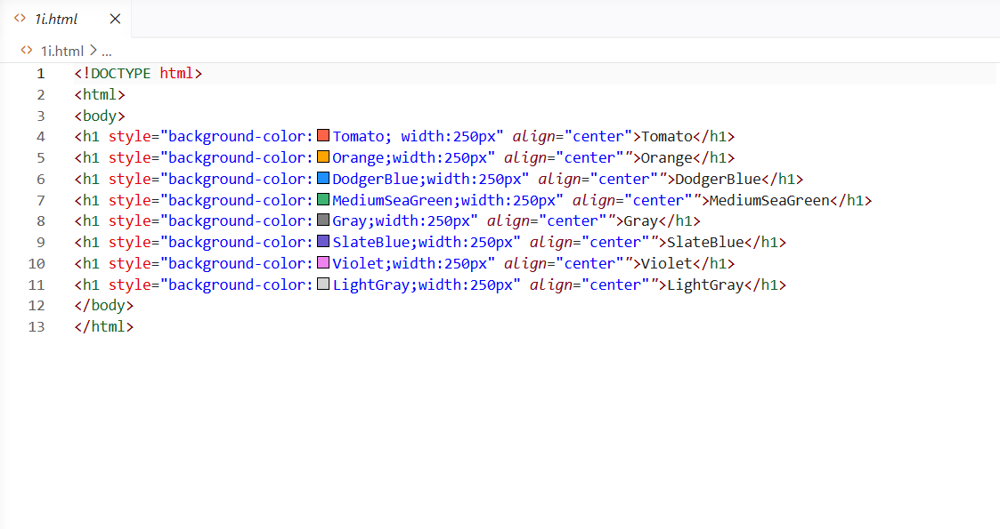 1i.html
1i.html > ...
1 <!DOCTYPE html>
2 <html>
3 <body>
4 <h1 style="background-color:Tomato; width:250px" align="center">Tomato</h1>
5 <h1 style="background-color:Orange;width:250px" align="center"”>Orange</h1>
6 <h1 style="background-color:DodgerBlue;width:250px" align="center"”>DodgerBlue</h1>
7 <h1 style="background-color:MediumSeaGreen;width:250px" align="center"”>MediumSeaGreen</h1>
8 <h1 style="background-color:Gray;width:250px" align="center"”>Gray</h1>
9 <h1 style="background-color:SlateBlue;width:250px" align="center"”>SlateBlue</h1>
10 <h1 style="background-color:Violet;width:250px" align="center"”>Violet</h1>
11 <h1 style="background-color:LightGray;width:250px" align="center"”>LightGray</h1>
12 </body>
13 </html>